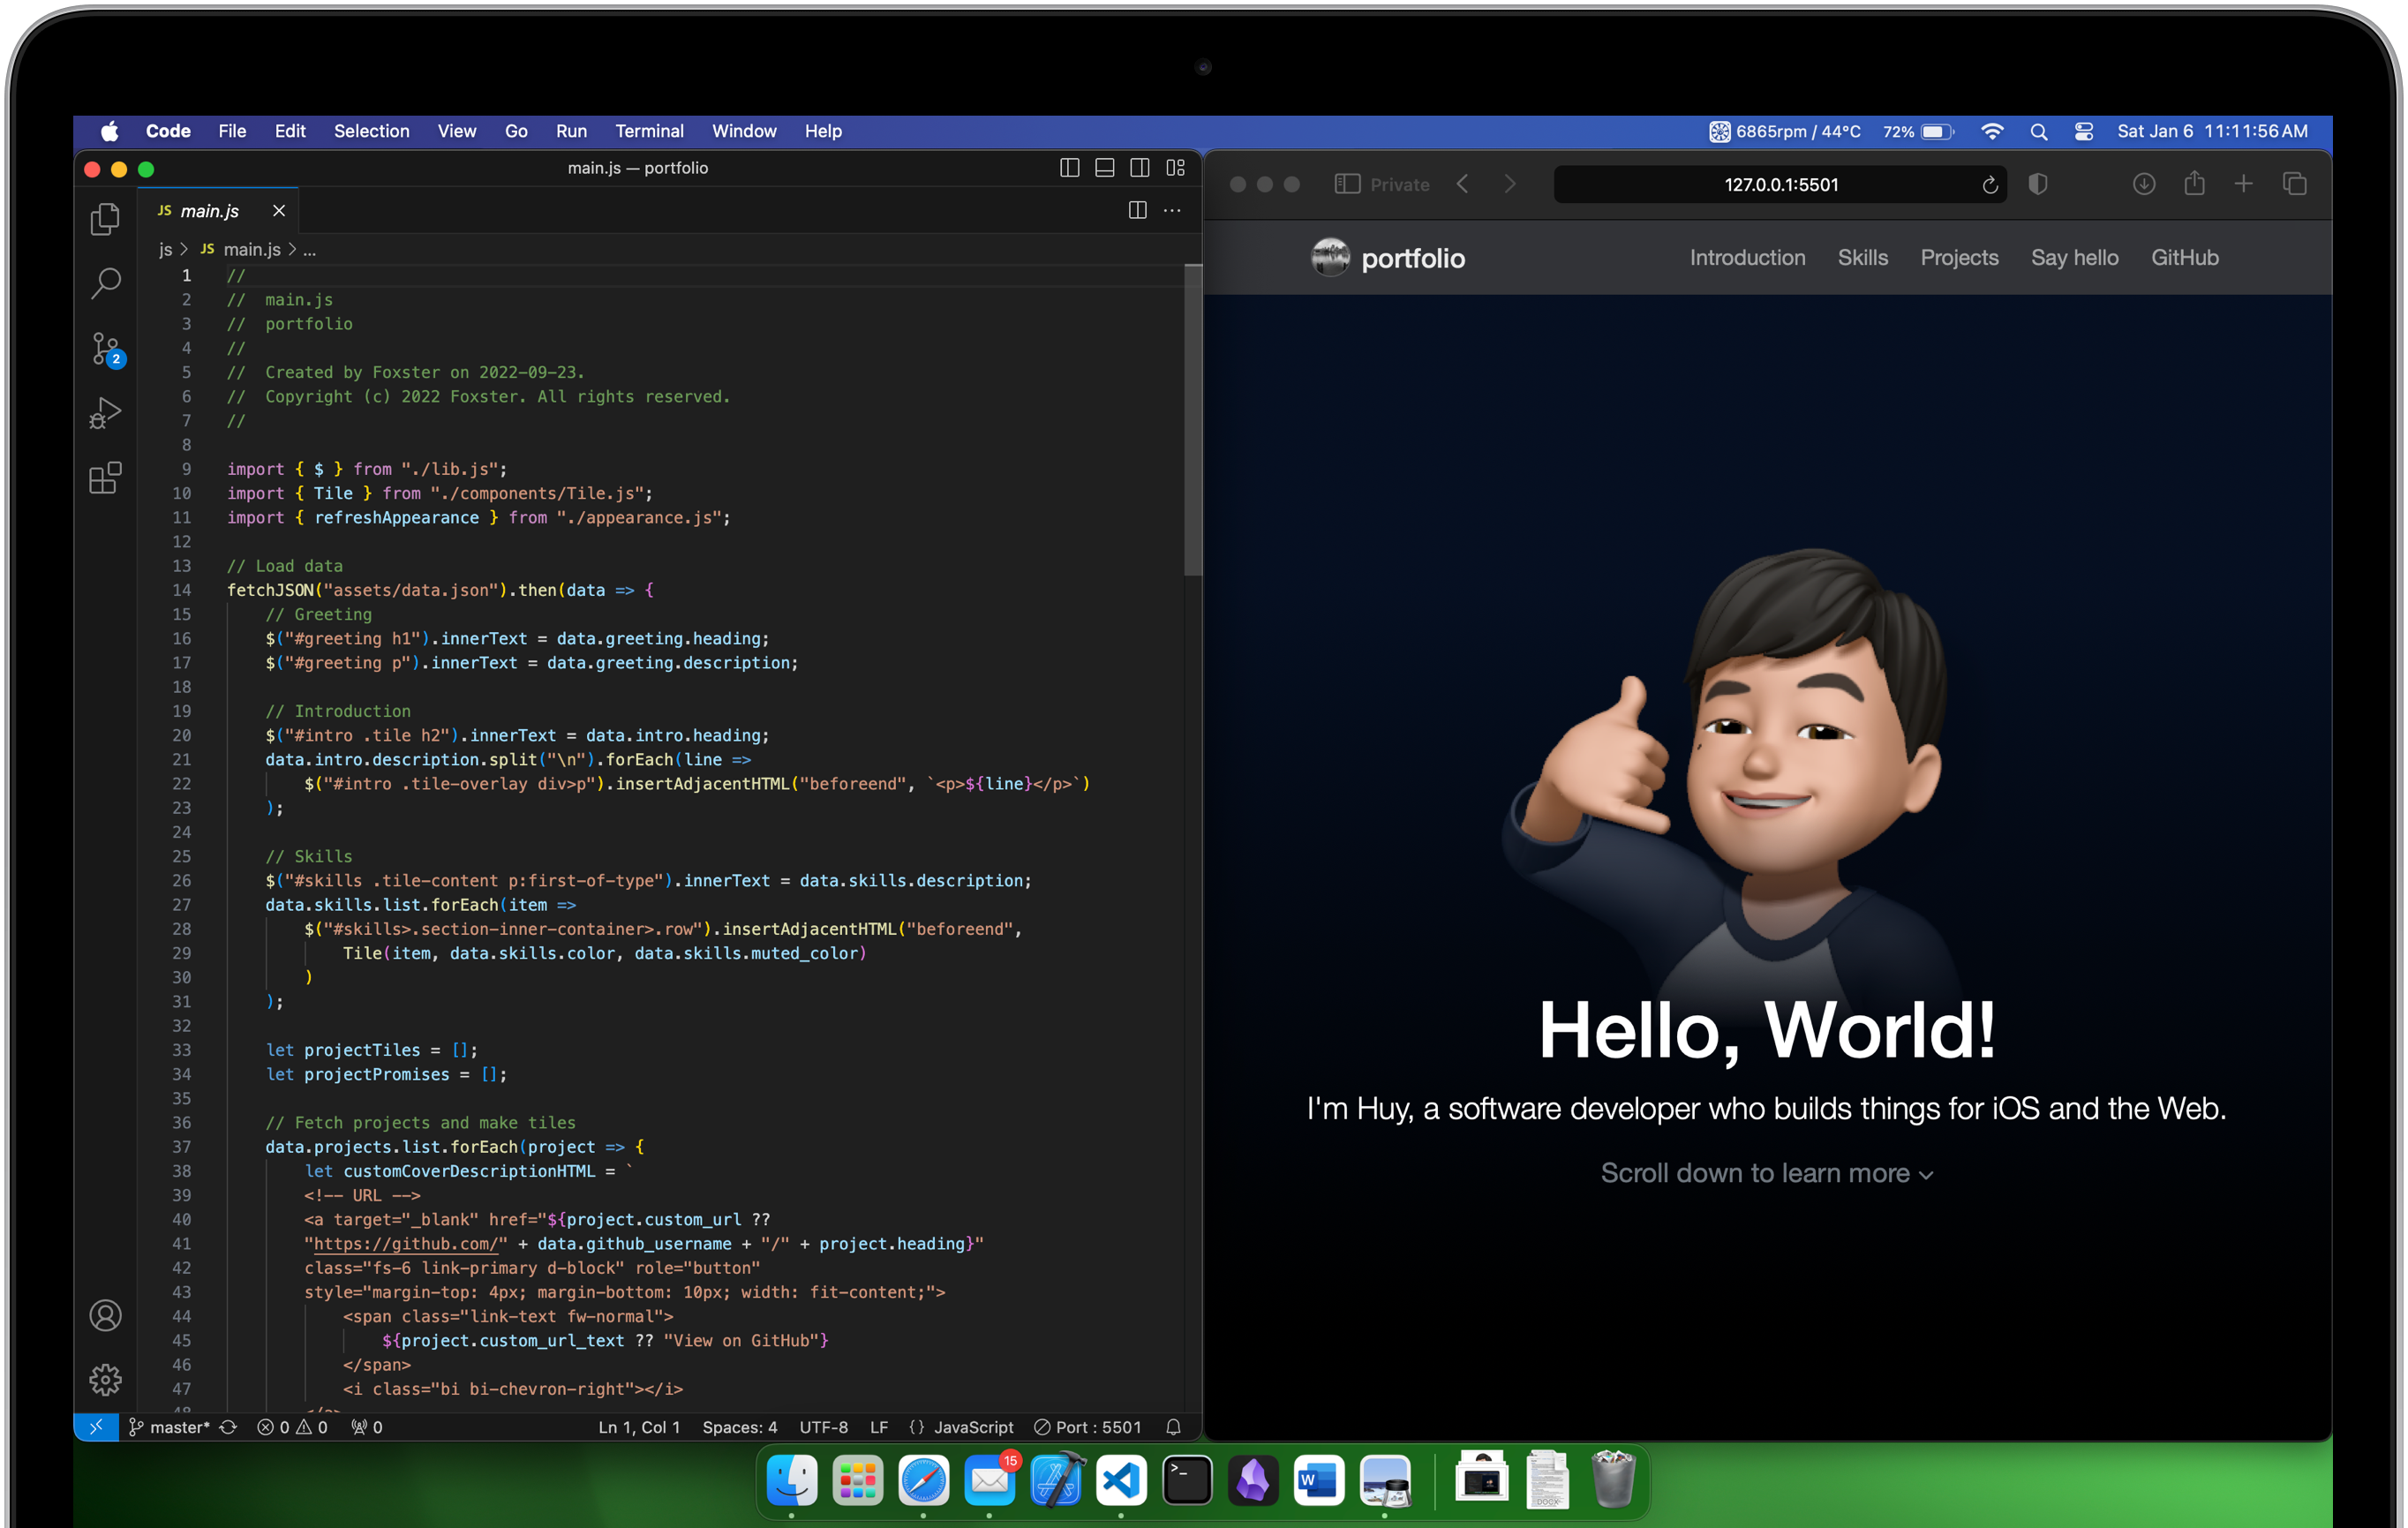 Code File Edit Selection View Go Run Terminal Window Help
6865rpm / 44°C 72% Sat Jan 6 11:11:56 AM
main.js — portfolio
JS main.js
js > JS main.js > ...
1 //
2 // main.js
3 // portfolio
4 //
5 // Created by Foxster on 2022-09-23.
6 // Copyright (c) 2022 Foxster. All rights reserved.
7 //
8
9 import { $ } from "./lib.js";
10 import { Tile } from "./components/Tile.js";
11 import { refreshAppearance } from "./appearance.js";
12
13 // Load data
14 fetchJSON("assets/data.json").then(data => {
15 // Greeting
16 $("#greeting h1").innerText = data.greeting.heading;
17 $("#greeting p").innerText = data.greeting.description;
18
19 // Introduction
20 $("#intro .tile h2").innerText = data.intro.heading;
21 data.intro.description.split("\n").forEach(line =>
22 $("#intro .tile-overlay div>p").insertAdjacentHTML("beforeend", `<p>${line}</p>`)
23 );
24
25 // Skills
26 $("#skills .tile-content p:first-of-type").innerText = data.skills.description;
27 data.skills.list.forEach(item =>
28 $("#skills>.section-inner-container>.row").insertAdjacentHTML("beforeend",
29 Tile(item, data.skills.color, data.skills.muted_color)
30 )
31 );
32
33 let projectTiles = [];
34 let projectPromises = [];
35
36 // Fetch projects and make tiles
37 data.projects.list.forEach(project => {
38 let customCoverDescriptionHTML = `
39 <!-- URL -->
40 <a target="_blank" href="${project.custom_url ??
41 "https://github.com/" + data.github_username + "/" + project.heading}"
42 class="fs-6 link-primary d-block" role="button"
43 style="margin-top: 4px; margin-bottom: 10px; width: fit-content;">
44 <span class="link-text fw-normal">
45 ${project.custom_url_text ?? "View on GitHub"}
46 </span>
47 <i class="bi bi-chevron-right"></i>
48 </a>
2
master* 0 0 0 Ln 1, Col 1 Spaces: 4 UTF-8 LF {} JavaScript Port : 5501
Private 127.0.0.1:5501
portfolio Introduction Skills Projects Say hello GitHub
Hello, World!
I'm Huy, a software developer who builds things for iOS and the Web.
Scroll down to learn more
15
>_
W
DOCX